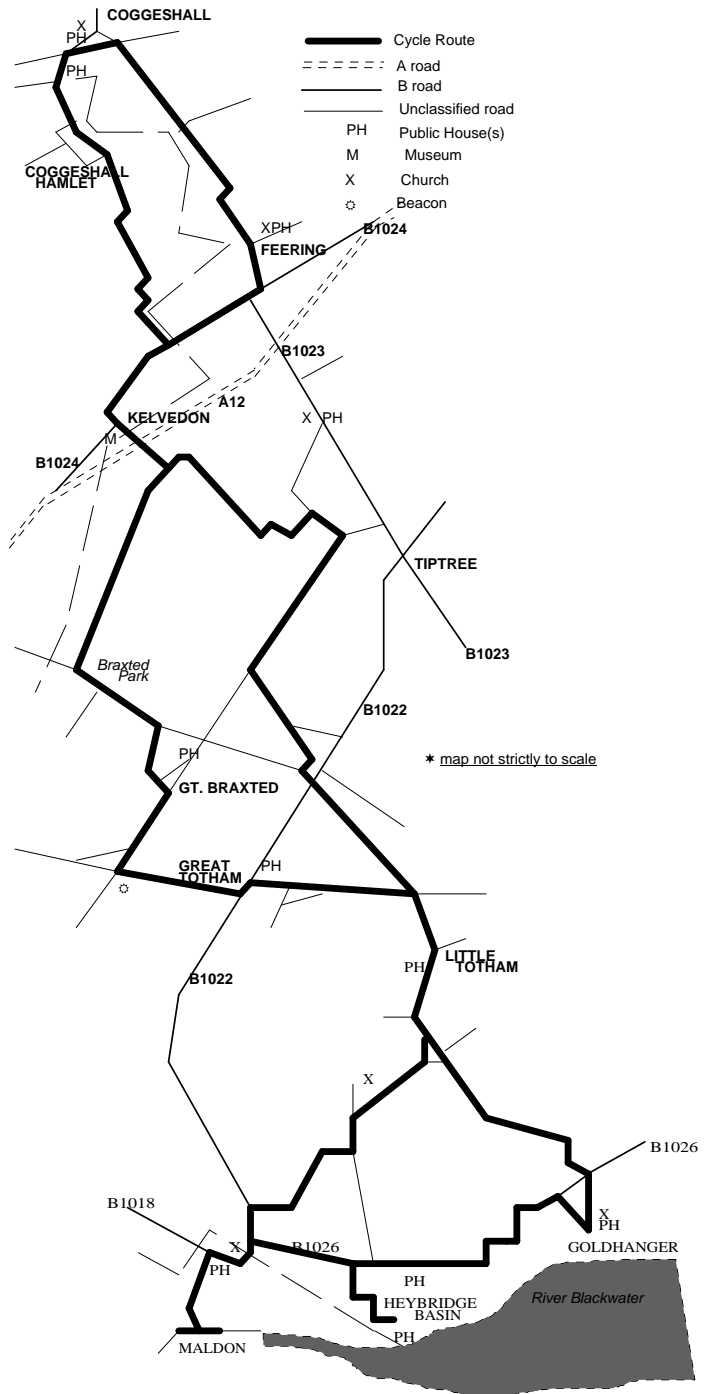 COGGESHALL
X
PH
PH
Cycle Route
A road
B road
Unclassified road
PH Public House(s)
M Museum
X Church
Beacon
COGGESHALL
HAMLET
XPH
FEERING
B1024
B1023
A12
X PH
KELVEDON
M
B1024
TIPTREE
B1023
Braxted
Park
B1022
PH
* map not strictly to scale
GT. BRAXTED
GREAT
TOTHAM
PH
LITTLE
TOTHAM
PH
B1022
X
B1026
B1018
X
PH
GOLDHANGER
X
B1026
PH
PH
HEYBRIDGE
BASIN
River Blackwater
PH
MALDON